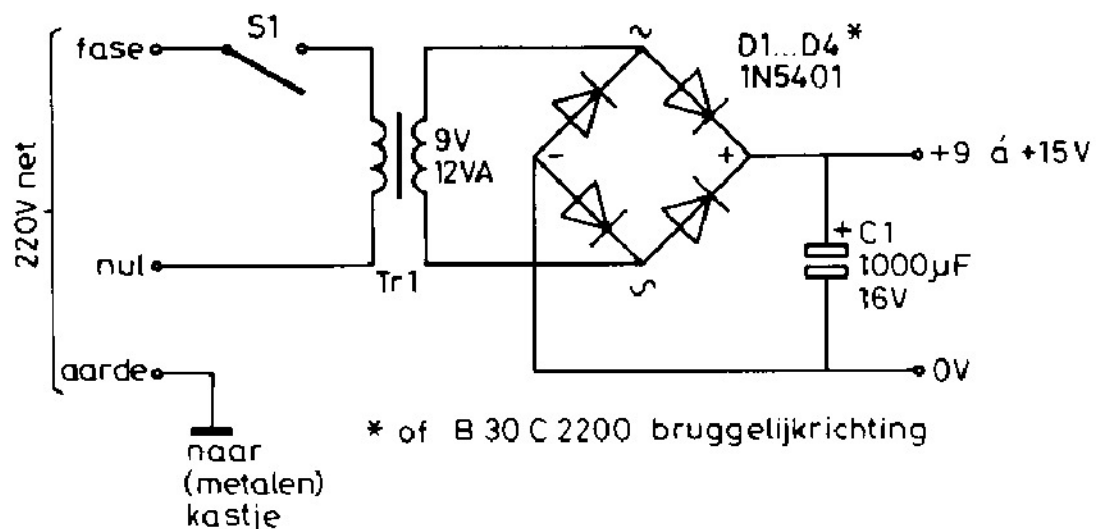 fase
S1
220V net
nul
aarde
naar
(metalen)
kastje
Tr1
9V
12VA
~
-
+
~
D1...D4*
1N5401
+9 á +15V
+
C1
1000µF
16V
0V
* of B 30 C 2200 bruggelijkrichting